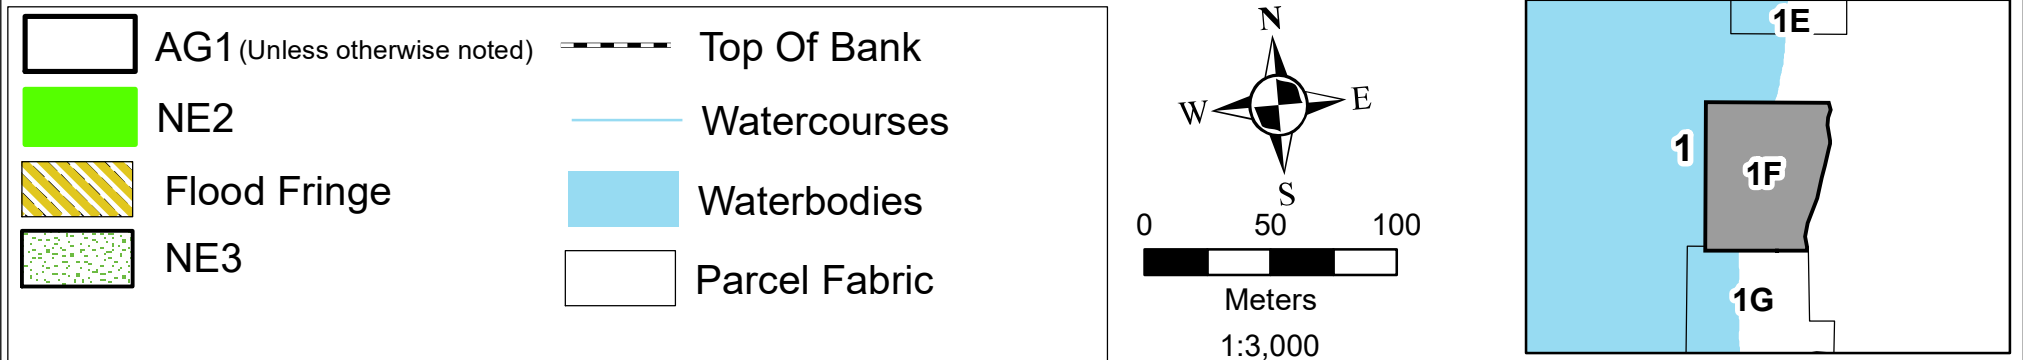 AG1 (Unless otherwise noted)
NE2
Flood Fringe
NE3
Top Of Bank
Watercourses
Waterbodies
Parcel Fabric
N
W E
S
0 50 100
Meters
1:3,000
1E
1
1F
1G